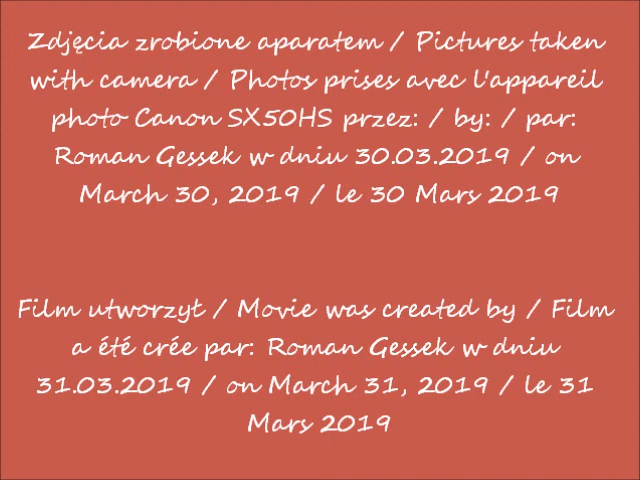 Zdjęcia zrobione aparatem / Pictures taken
with camera / Photos prises avec l'appareil
photo Canon SX50HS przez: / by: / par:
Roman Gessek w dniu 30.03.2019 / on
March 30, 2019 / le 30 Mars 2019
Film utworzył / Movie was created by / Film
a été crée par: Roman Gessek w dniu
31.03.2019 / on March 31, 2019 / le 31
Mars 2019